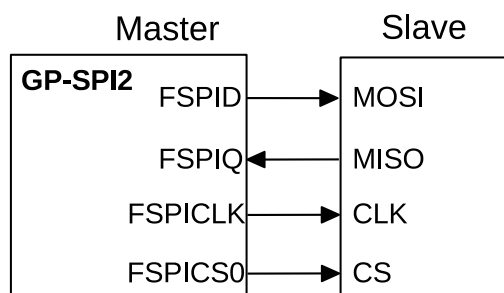 Master
Slave
GP-SPI2
FSPID
MOSI
FSPIQ
MISO
FSPICLK
CLK
FSPICS0
CS